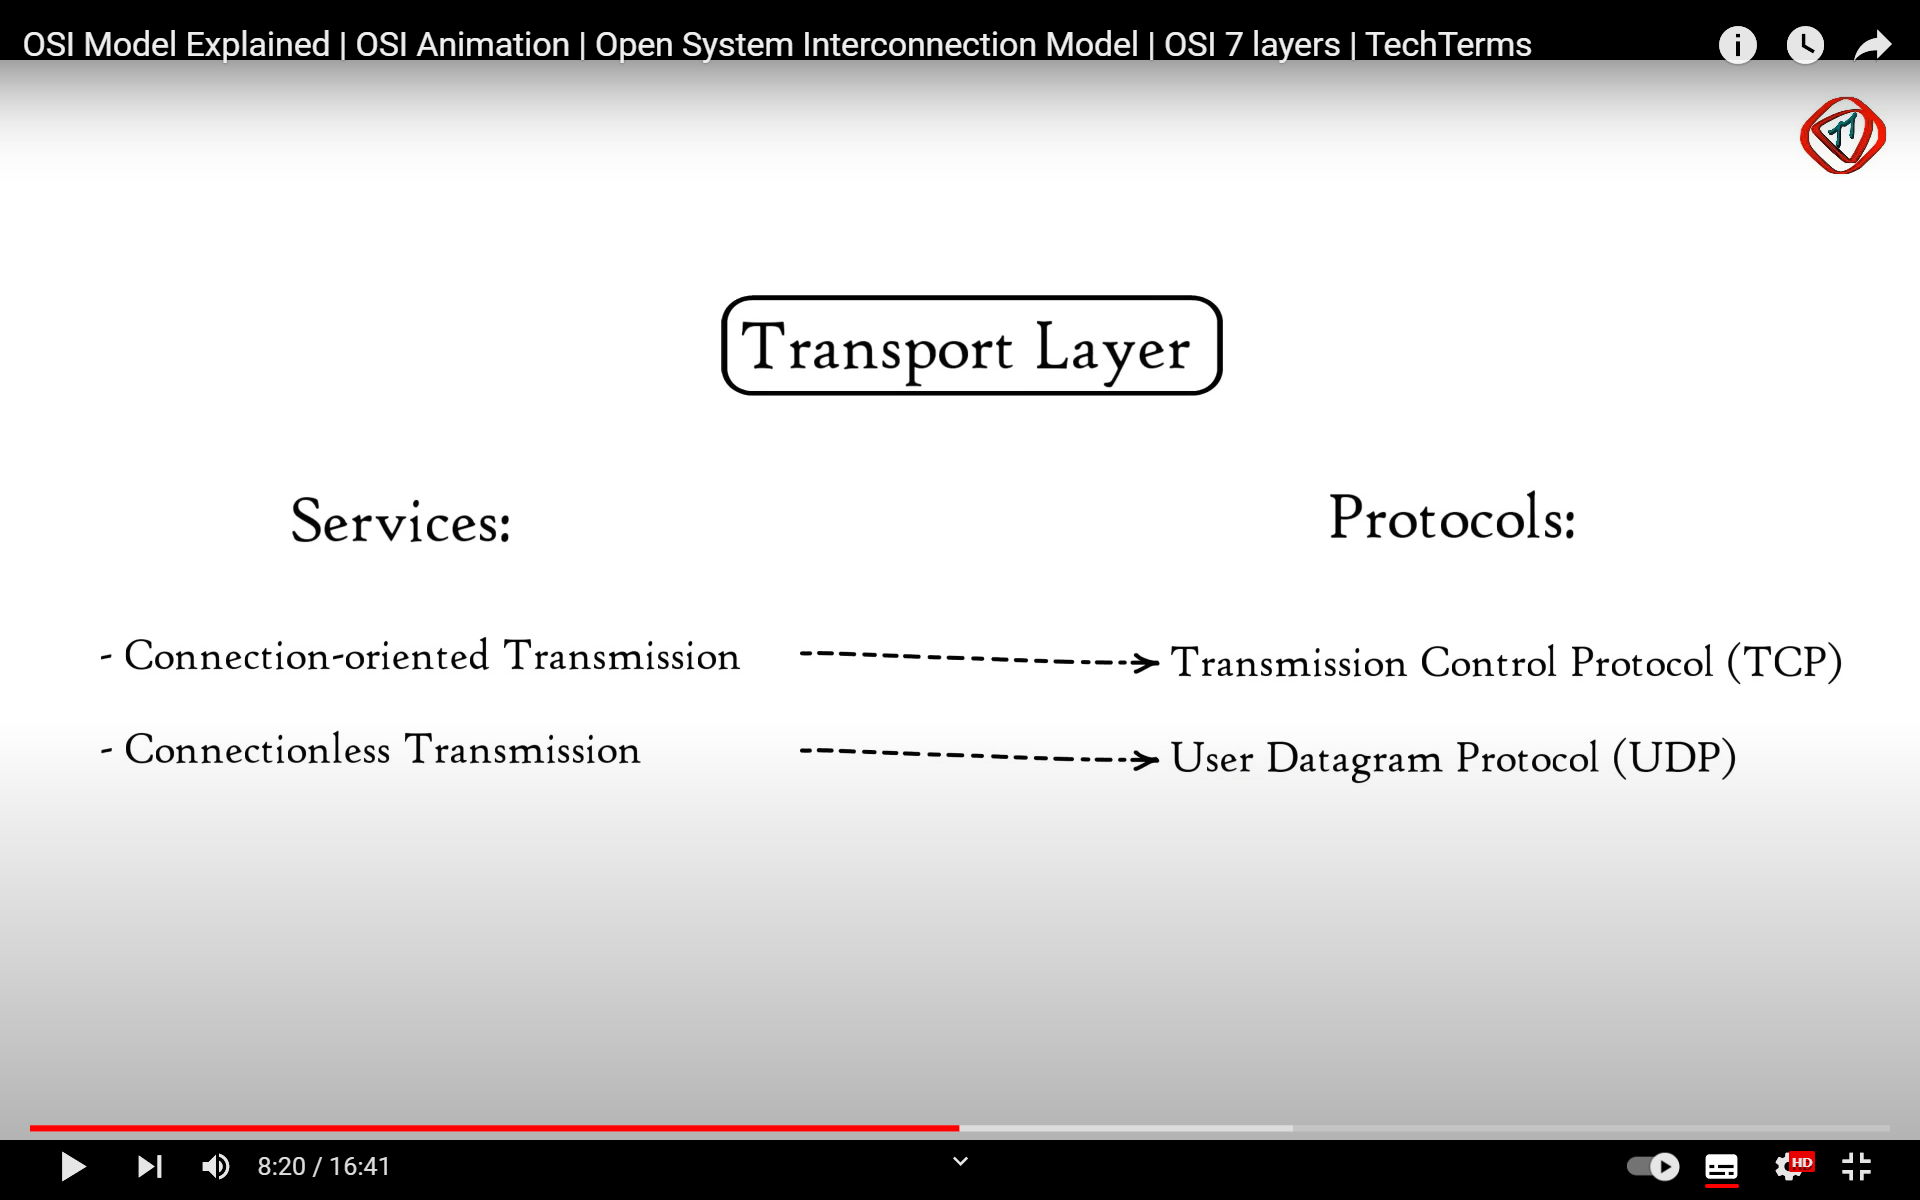 OSI Model Explained | OSI Animation | Open System Interconnection Model | OSI 7 layers | TechTerms
Transport Layer
Services:
Protocols:
- Connection-oriented Transmission
Transmission Control Protocol (TCP)
- Connectionless Transmission
User Datagram Protocol (UDP)
8:20 / 16:41
HD